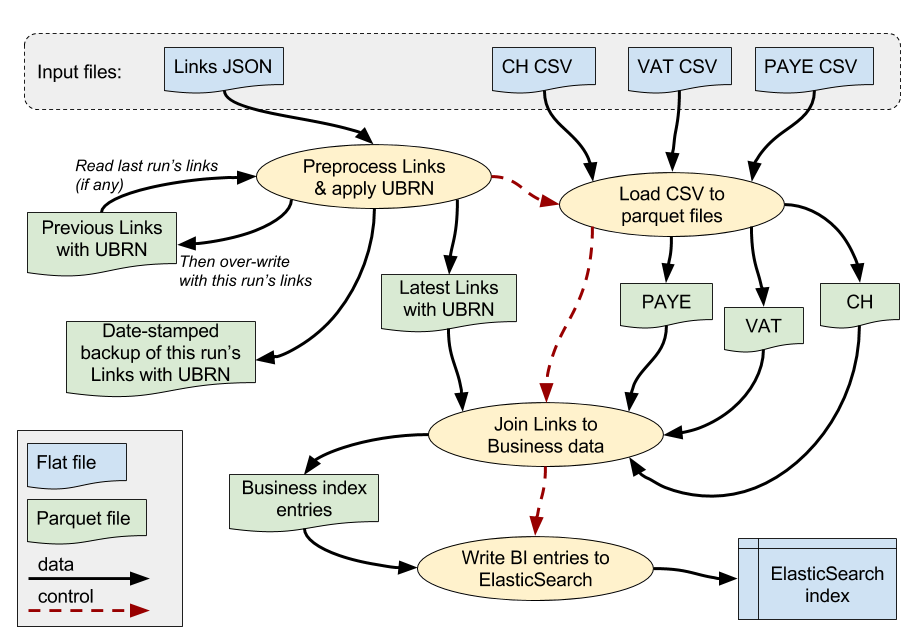 Input files:
Links JSON
CH CSV
VAT CSV
PAYE CSV
Read last run's links
(if any)
Preprocess Links
& apply UBRN
Load CSV to
parquet files
Previous Links
with UBRN
Then over-write
with this run's links
Latest Links
with UBRN
PAYE
VAT
CH
Date-stamped
backup of this run's
Links with UBRN
Join Links to
Business data
Flat file
Parquet file
data
control
Business index
entries
Write BI entries to
ElasticSearch
ElasticSearch
index